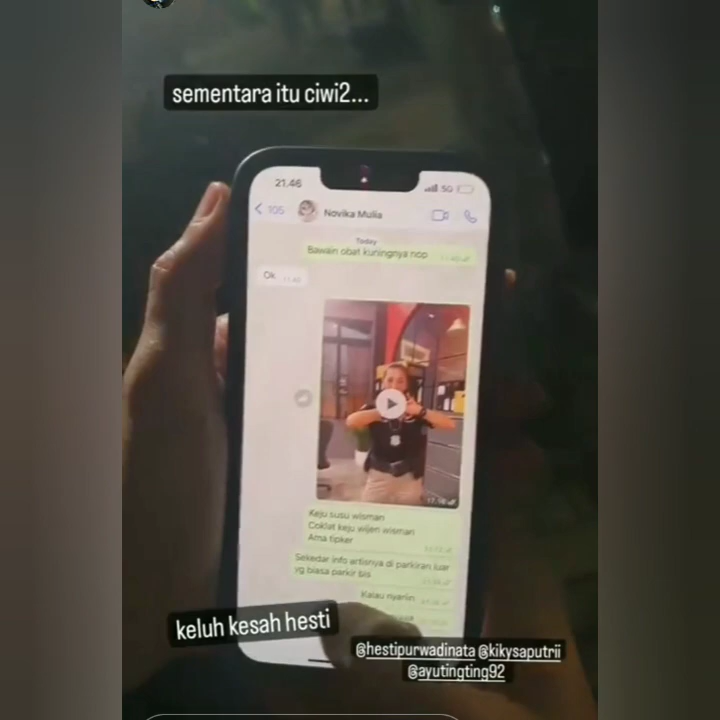 sementara itu ciwi2...
21.46
5G
105
Novika Mulia
Today
Bawain obat kuningnya nop
Ok
17.16
Keju susu wisman
Coklat keju wijen wisman
Ama tipker
Sekedar info artisnya di parkiran luar
yg biasa parkir bis
Kalau nyariin
keluh kesah hesti
@hestipurwadinata @kikysaputrii
@ayutingting92